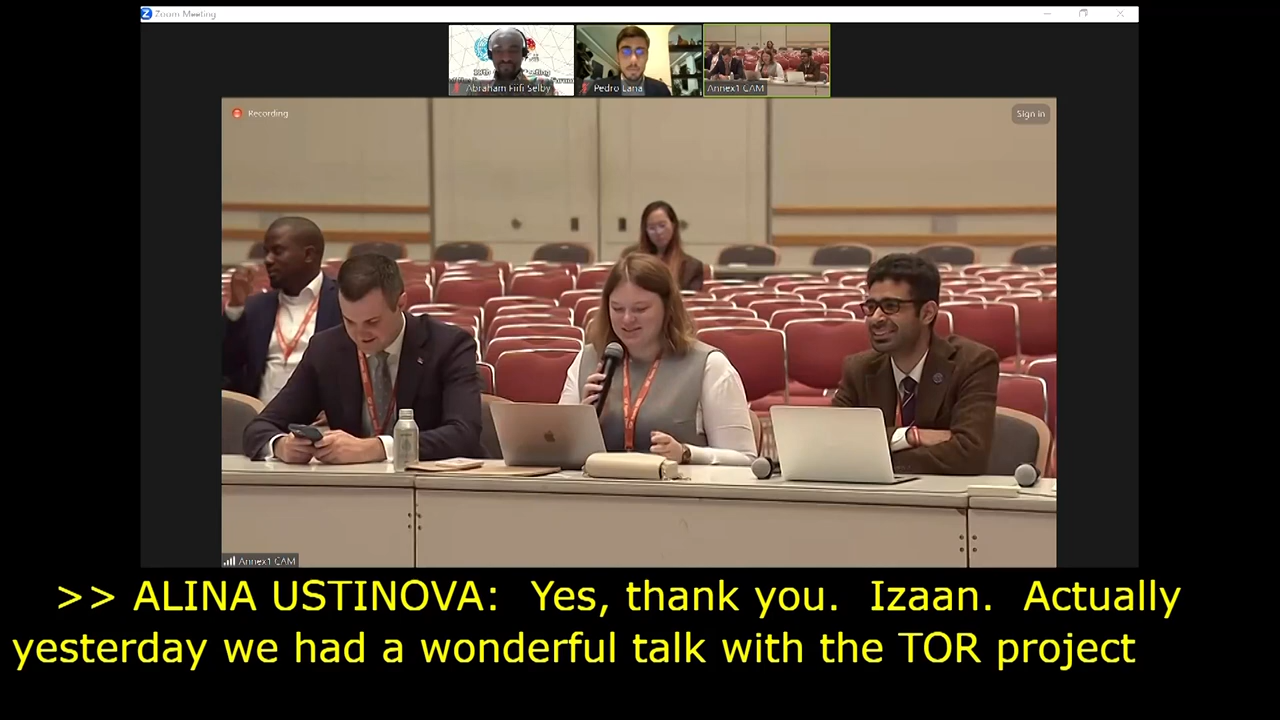 Zoom Meeting
Abraham Fiifi Selby
Pedro Lana
Annex1 CAM
Recording
Sign in
Annex1 CAM
>> ALINA USTINOVA:  Yes, thank you.  Izaan.  Actually
yesterday we had a wonderful talk with the TOR project